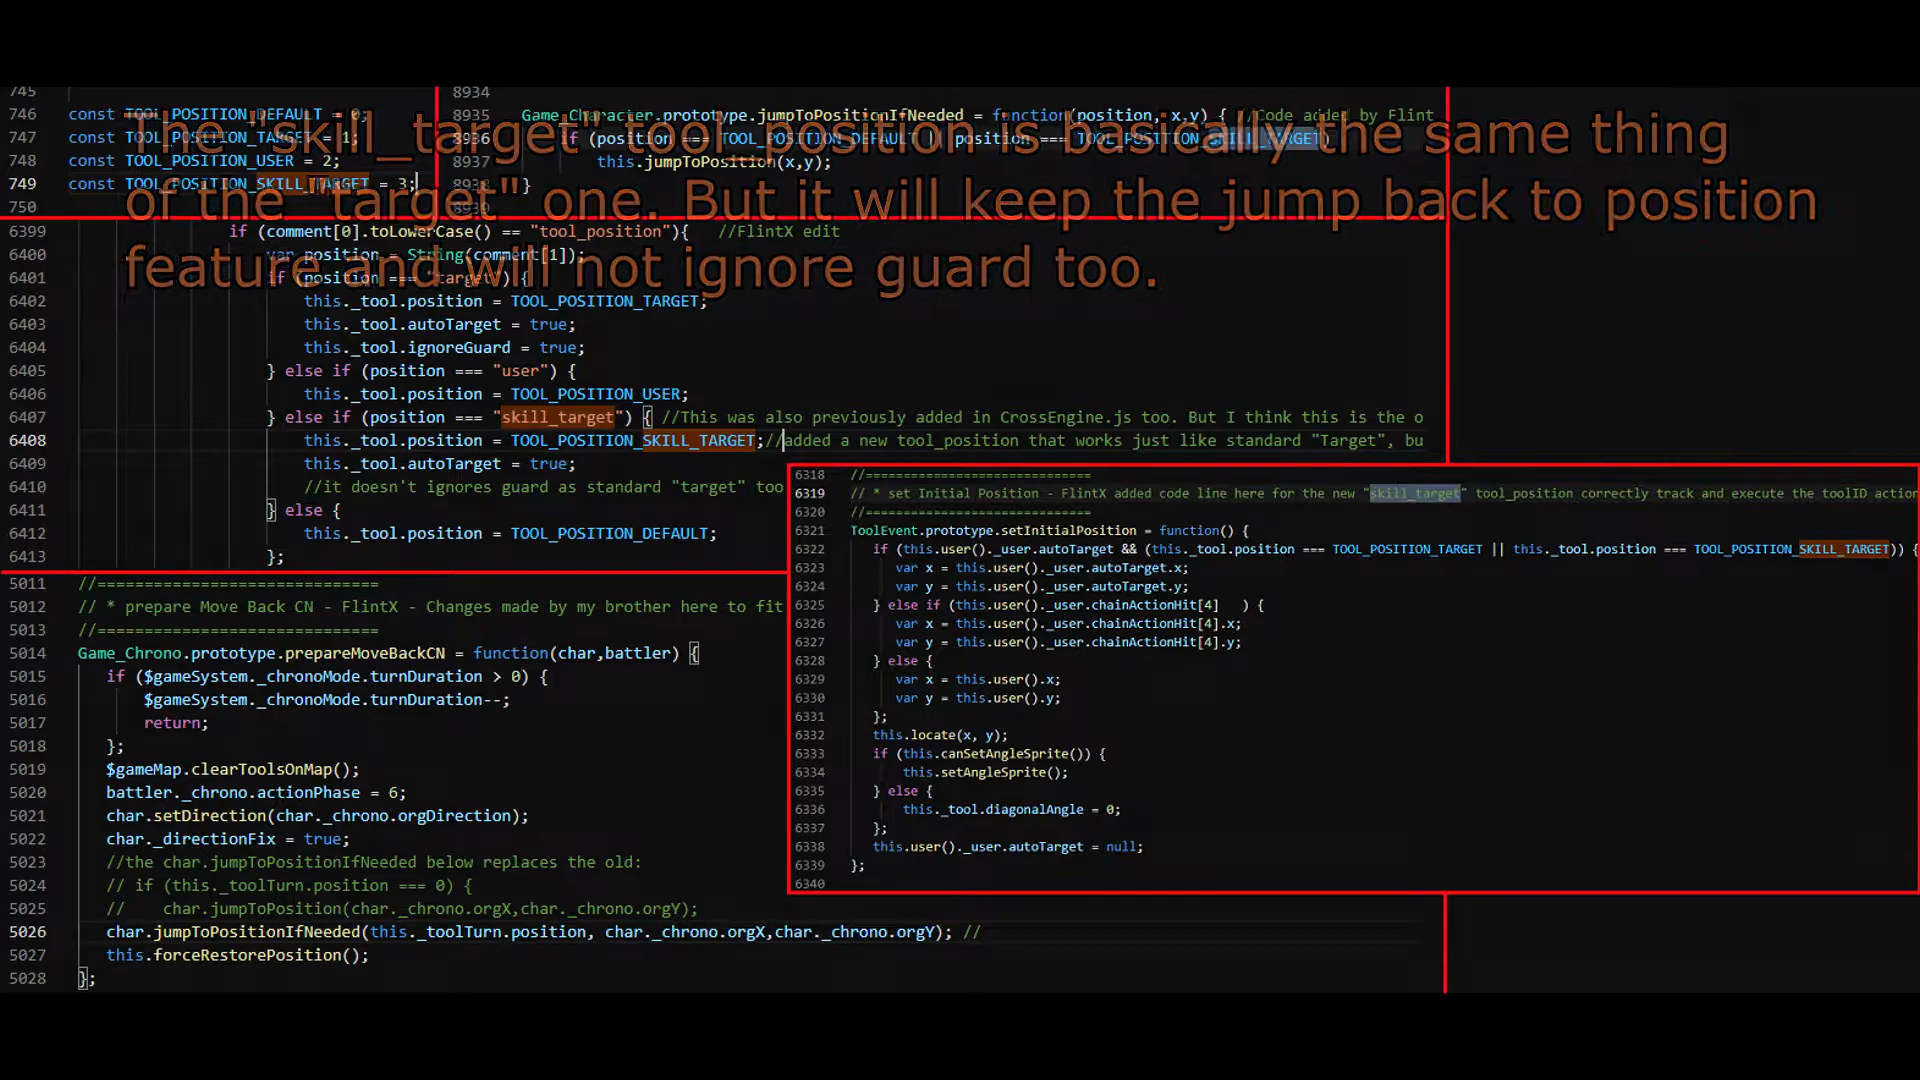 The "skill_target" tool position is basically the same thing
of the "target" one. But it will keep the jump back to position
feature and will not ignore guard too.
745
746 const TOOL_POSITION_DEFAULT = 0;
747 const TOOL_POSITION_TARGET = 1;
748 const TOOL_POSITION_USER = 2;
749 const TOOL_POSITION_SKILL_TARGET = 3;
750
8934
8935 Game_Character.prototype.jumpToPositionIfNeeded = function(position, x,y) { //Code added by Flint
8936 if (position === TOOL_POSITION_DEFAULT || position === TOOL_POSITION_SKILL_TARGET)
8937 this.jumpToPosition(x,y);
8938 }
8939
6399 if (comment[0].toLowerCase() == "tool_position"){ //FlintX edit
6400 var position = String(comment[1]);
6401 if (position === "target") {
6402 this._tool.position = TOOL_POSITION_TARGET;
6403 this._tool.autoTarget = true;
6404 this._tool.ignoreGuard = true;
6405 } else if (position === "user") {
6406 this._tool.position = TOOL_POSITION_USER;
6407 } else if (position === "skill_target") { //This was also previously added in CrossEngine.js too. But I think this is the o
6408 this._tool.position = TOOL_POSITION_SKILL_TARGET;//added a new tool_position that works just like standard "Target", bu
6409 this._tool.autoTarget = true;
6410 //it doesn't ignores guard as standard "target" too
6411 } else {
6412 this._tool.position = TOOL_POSITION_DEFAULT;
6413 };
6318 //==============================
6319 // * set Initial Position - FlintX added code line here for the new "skill_target" tool_position correctly track and execute the toolID action
6320 //==============================
6321 ToolEvent.prototype.setInitialPosition = function() {
6322 if (this.user()._user.autoTarget && (this._tool.position === TOOL_POSITION_TARGET || this._tool.position === TOOL_POSITION_SKILL_TARGET)) {
6323 var x = this.user()._user.autoTarget.x;
6324 var y = this.user()._user.autoTarget.y;
6325 } else if (this.user()._user.chainActionHit[4] ) {
6326 var x = this.user()._user.chainActionHit[4].x;
6327 var y = this.user()._user.chainActionHit[4].y;
6328 } else {
6329 var x = this.user().x;
6330 var y = this.user().y;
6331 };
6332 this.locate(x, y);
6333 if (this.canSetAngleSprite()) {
6334 this.setAngleSprite();
6335 } else {
6336 this._tool.diagonalAngle = 0;
6337 };
6338 this.user()._user.autoTarget = null;
6339 };
6340
5011 //==============================
5012 // * prepare Move Back CN - FlintX - Changes made by my brother here to fit
5013 //==============================
5014 Game_Chrono.prototype.prepareMoveBackCN = function(char,battler) {
5015 if ($gameSystem._chronoMode.turnDuration > 0) {
5016 $gameSystem._chronoMode.turnDuration--;
5017 return;
5018 };
5019 $gameMap.clearToolsOnMap();
5020 battler._chrono.actionPhase = 6;
5021 char.setDirection(char._chrono.orgDirection);
5022 char._directionFix = true;
5023 //the char.jumpToPositionIfNeeded below replaces the old:
5024 // if (this._toolTurn.position === 0) {
5025 // char.jumpToPosition(char._chrono.orgX,char._chrono.orgY);
5026 char.jumpToPositionIfNeeded(this._toolTurn.position, char._chrono.orgX,char._chrono.orgY); //
5027 this.forceRestorePosition();
5028 };